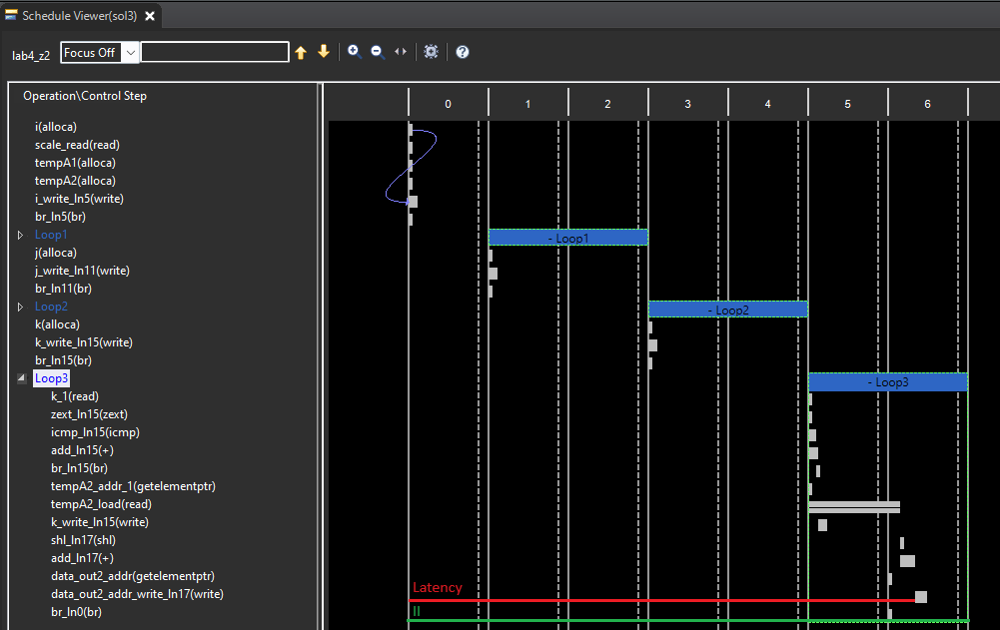 Schedule Viewer(sol3)
lab4_z2 Focus Off
Operation\Control Step 0 1 2 3 4 5 6
i(alloca)
scale_read(read)
tempA1(alloca)
tempA2(alloca)
i_write_ln5(write)
br_ln5(br)
Loop1 - Loop1
j(alloca)
j_write_ln11(write)
br_ln11(br)
Loop2 - Loop2
k(alloca)
k_write_ln15(write)
br_ln15(br)
Loop3 - Loop3
k_1(read)
zext_ln15(zext)
icmp_ln15(icmp)
add_ln15(+)
br_ln15(br)
tempA2_addr_1(getelementptr)
tempA2_load(read)
k_write_ln15(write)
shl_ln17(shl)
add_ln17(+)
data_out2_addr(getelementptr)
data_out2_addr_write_ln17(write) Latency
br_ln0(br) II